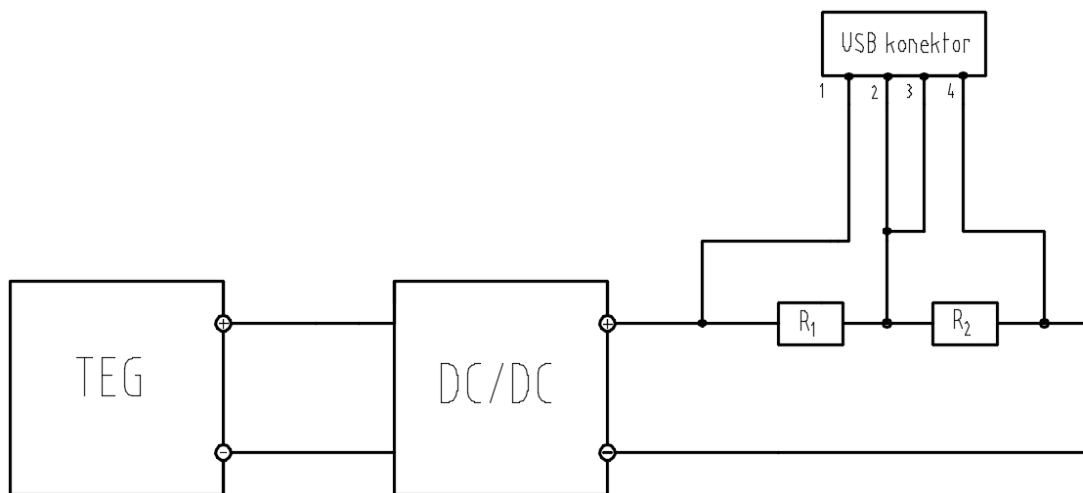 USB konektor
1 2 3 4
+ +
R1 R2
TEG DC/DC
- -